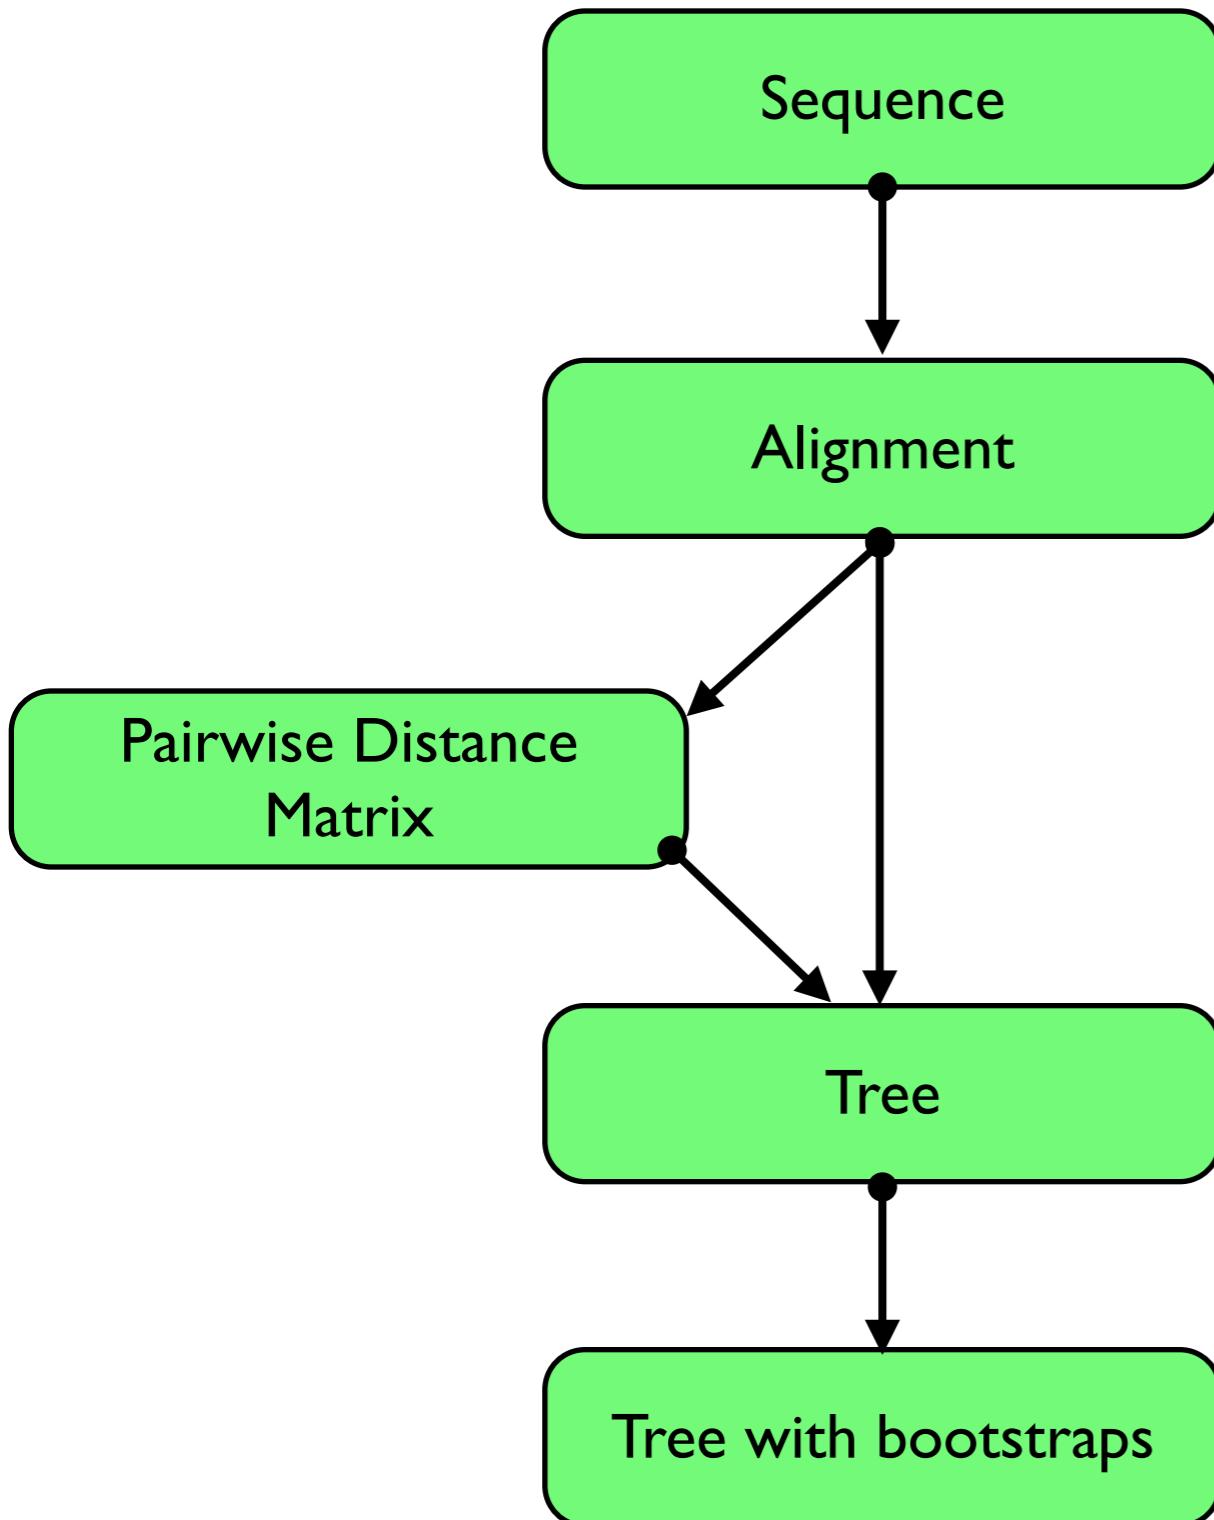 Sequence
Alignment
Pairwise Distance
Matrix
Tree
Tree with bootstraps